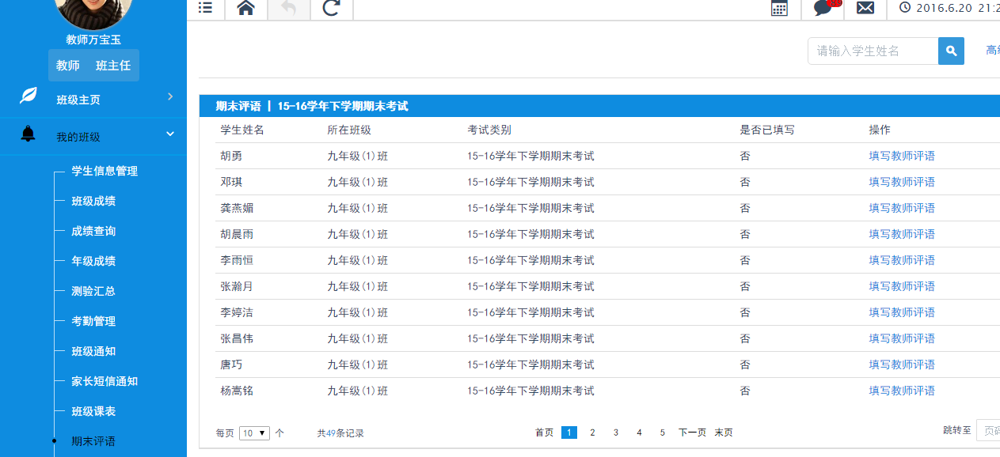 2016.6.20 21:2
教师万宝玉
教师 班主任
班级主页
我的班级
学生信息管理
班级成绩
成绩查询
年级成绩
测验汇总
考勤管理
班级通知
家长短信通知
班级课表
期末评语
请输入学生姓名
高级
期末评语 | 15-16学年下学期期末考试
学生姓名 所在班级 考试类别 是否已填写 操作
胡勇 九年级(1)班 15-16学年下学期期末考试 否 填写教师评语
邓琪 九年级(1)班 15-16学年下学期期末考试 否 填写教师评语
龚燕媚 九年级(1)班 15-16学年下学期期末考试 否 填写教师评语
胡晨雨 九年级(1)班 15-16学年下学期期末考试 否 填写教师评语
李雨恒 九年级(1)班 15-16学年下学期期末考试 否 填写教师评语
张瀚月 九年级(1)班 15-16学年下学期期末考试 否 填写教师评语
李婷洁 九年级(1)班 15-16学年下学期期末考试 否 填写教师评语
张昌伟 九年级(1)班 15-16学年下学期期末考试 否 填写教师评语
唐巧 九年级(1)班 15-16学年下学期期末考试 否 填写教师评语
杨嵩铭 九年级(1)班 15-16学年下学期期末考试 否 填写教师评语
每页 10 个 共49条记录 首页 1 2 3 4 5 下一页 末页 跳转至 页码